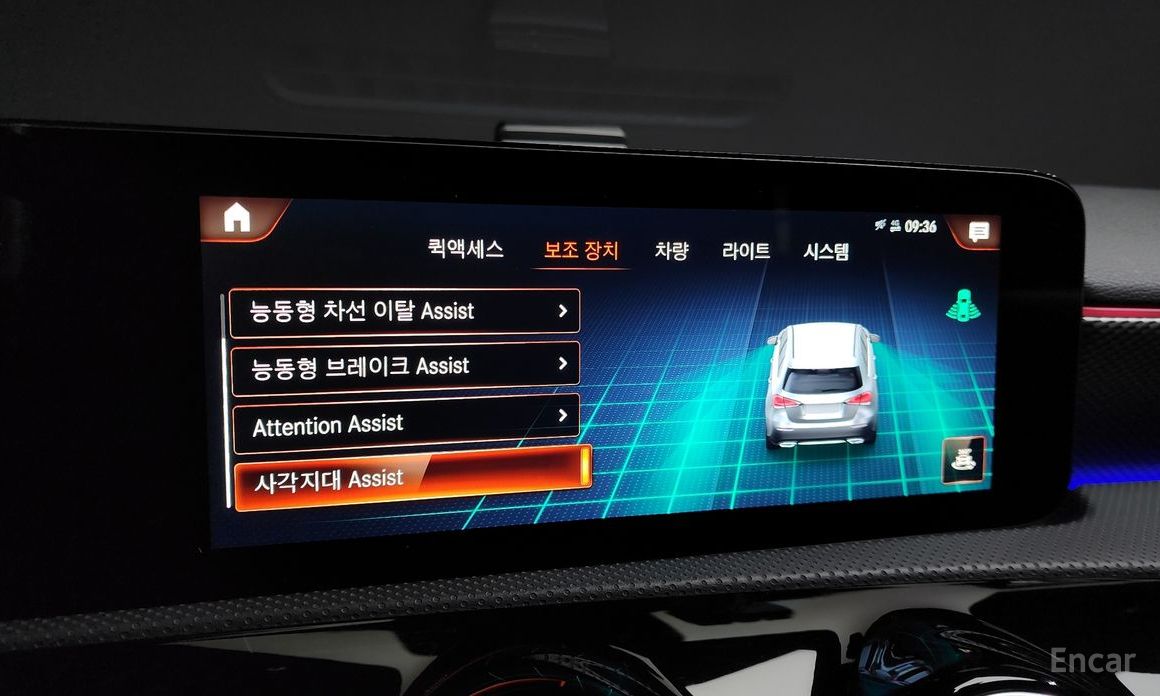 09:36
퀵액세스 보조 장치 차량 라이트 시스템
능동형 차선 이탈 Assist
능동형 브레이크 Assist
Attention Assist
사각지대 Assist
Encar